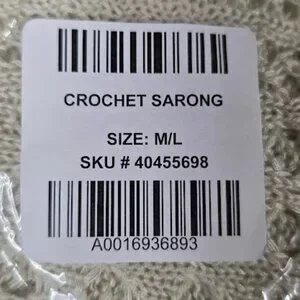 CROCHET SARONG
SIZE: M/L
SKU # 40455698
A0016936893